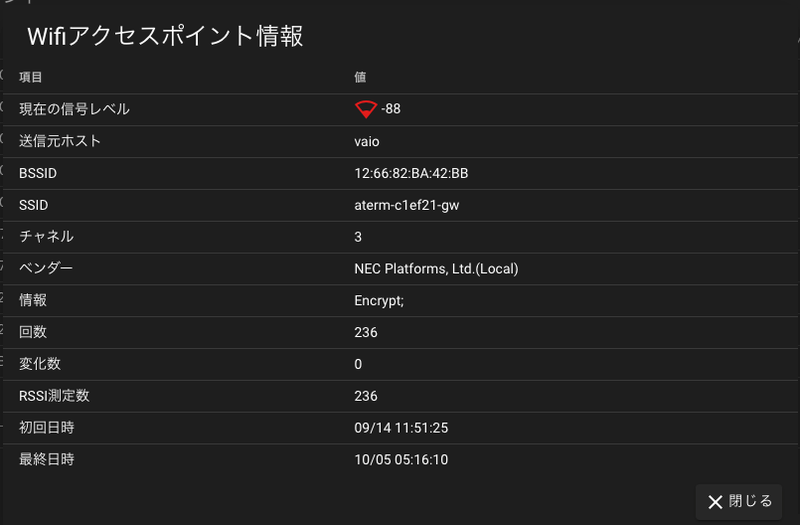 Wifiアクセスポイント情報
項目 値
現在の信号レベル -88
送信元ホスト vaio
BSSID 12:66:82:BA:42:BB
SSID aterm-c1ef21-gw
チャネル 3
ベンダー NEC Platforms, Ltd.(Local)
情報 Encrypt;
回数 236
変化数 0
RSSI測定数 236
初回日時 09/14 11:51:25
最終日時 10/05 05:16:10
閉じる